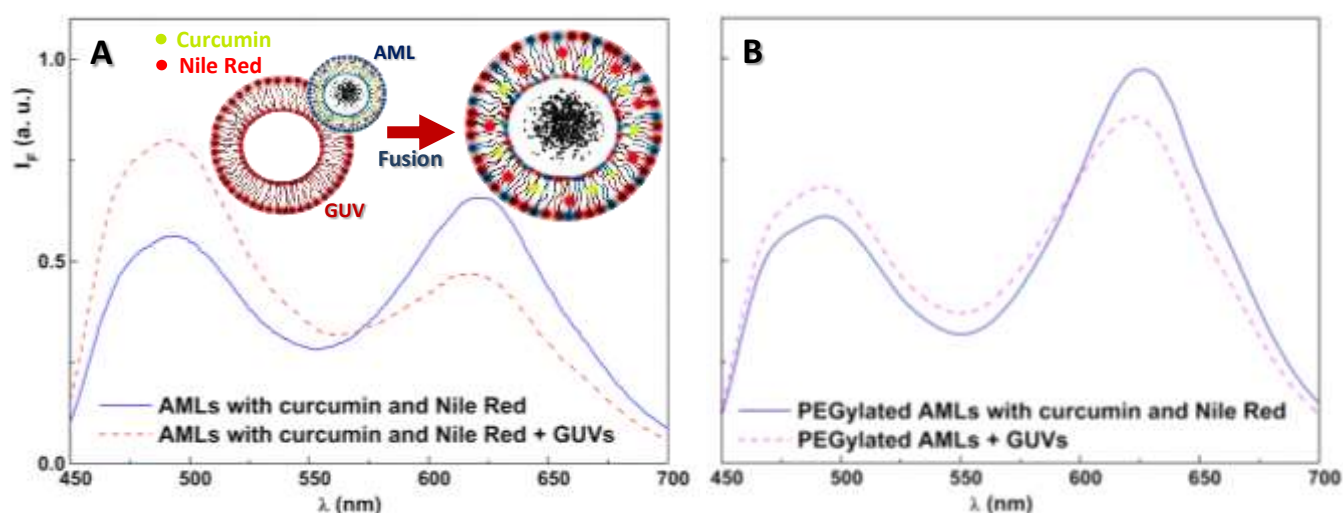 A
Curcumin
Nile Red
AML
Fusion
GUV
1.0
0.5
0.0
I_F (a. u.)
AMLs with curcumin and Nile Red
AMLs with curcumin and Nile Red + GUVs
450 500 550 600 650 700
λ (nm)
B
PEGylated AMLs with curcumin and Nile Red
PEGylated AMLs + GUVs
450 500 550 600 650 700
λ (nm)